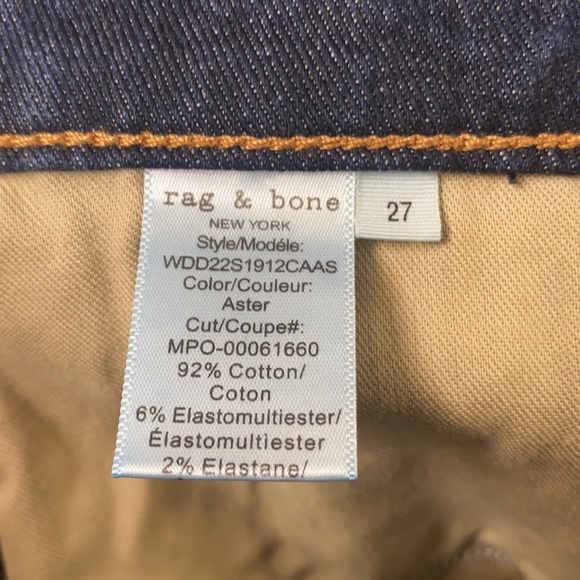 rag & bone
NEW YORK
Style/Modéle:
WDD22S1912CAAS
Color/Couleur:
Aster
Cut/Coupe#:
MPO-00061660
92% Cotton/
Coton
6% Elastomultiester/
Élastomultiester
2% Elastane/
27